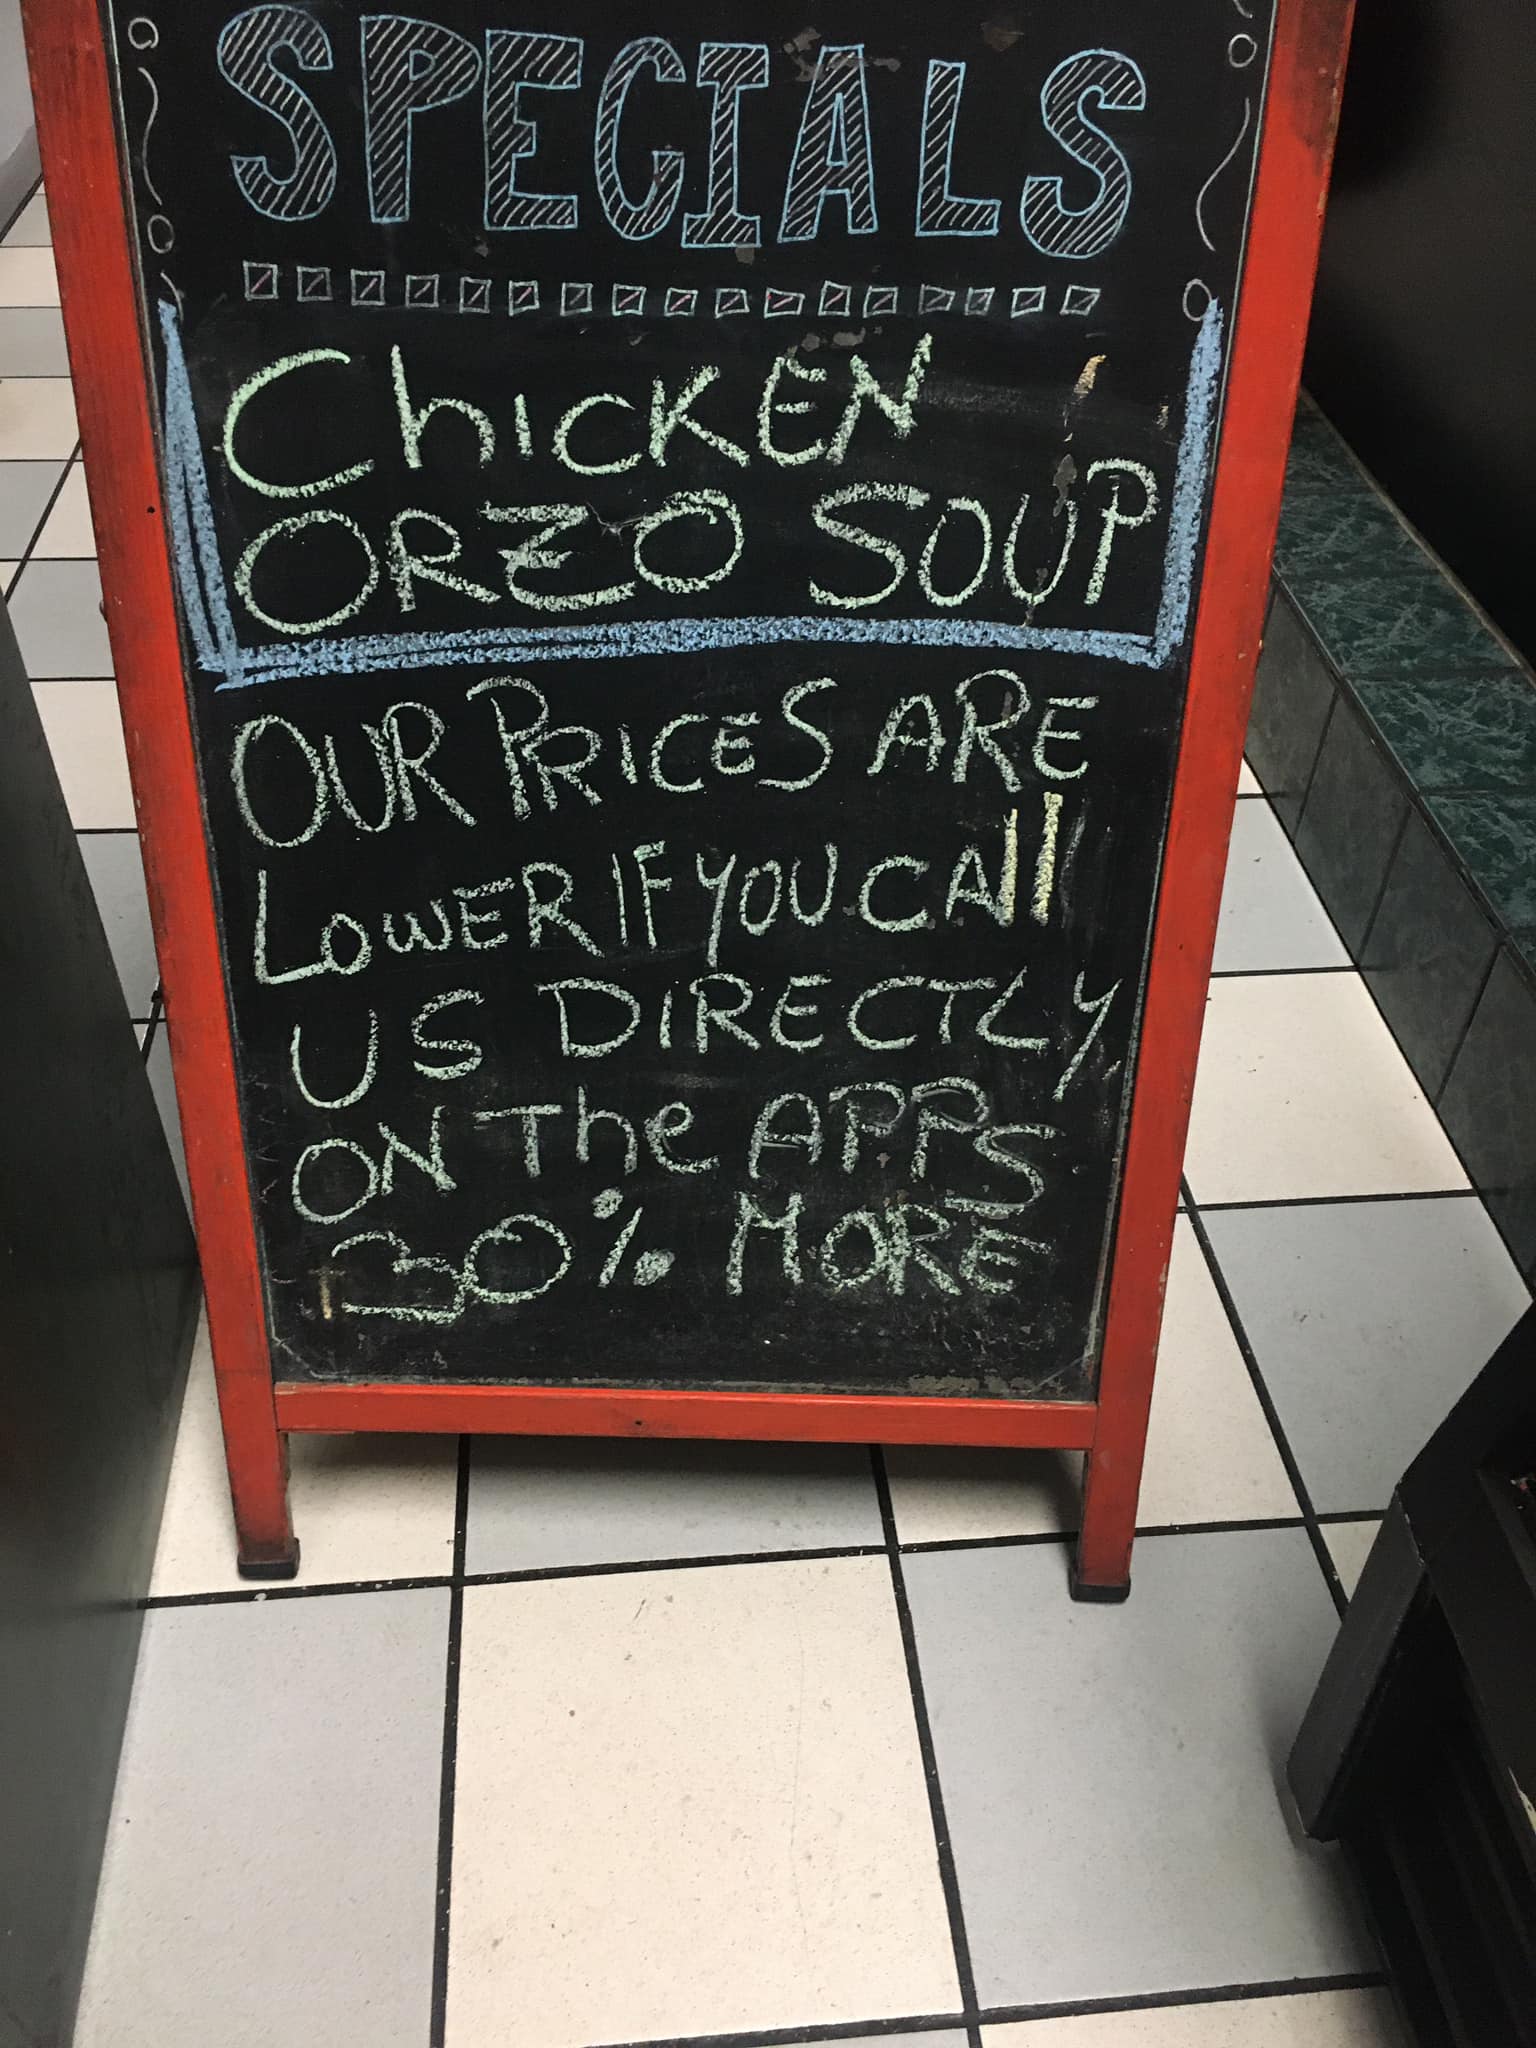 SPECIALS
ChicKEN
ORZO SOUP
OUR PRICES ARE
LOWER IF YOU CAll
US DIRECTLY
ON The APPS
30% MORE